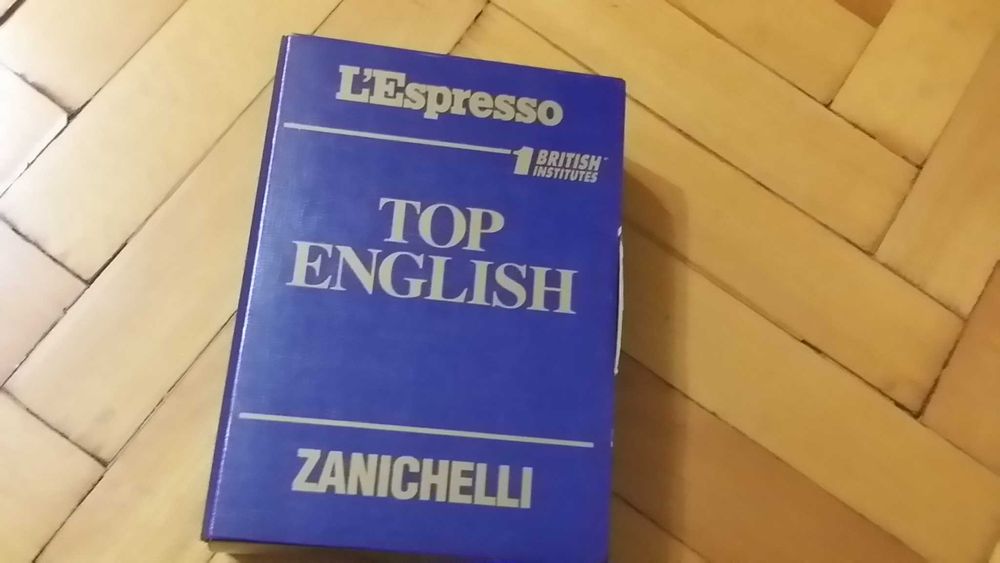 L'Espresso
1 BRITISH
INSTITUTES
TOP
ENGLISH
ZANICHELLI